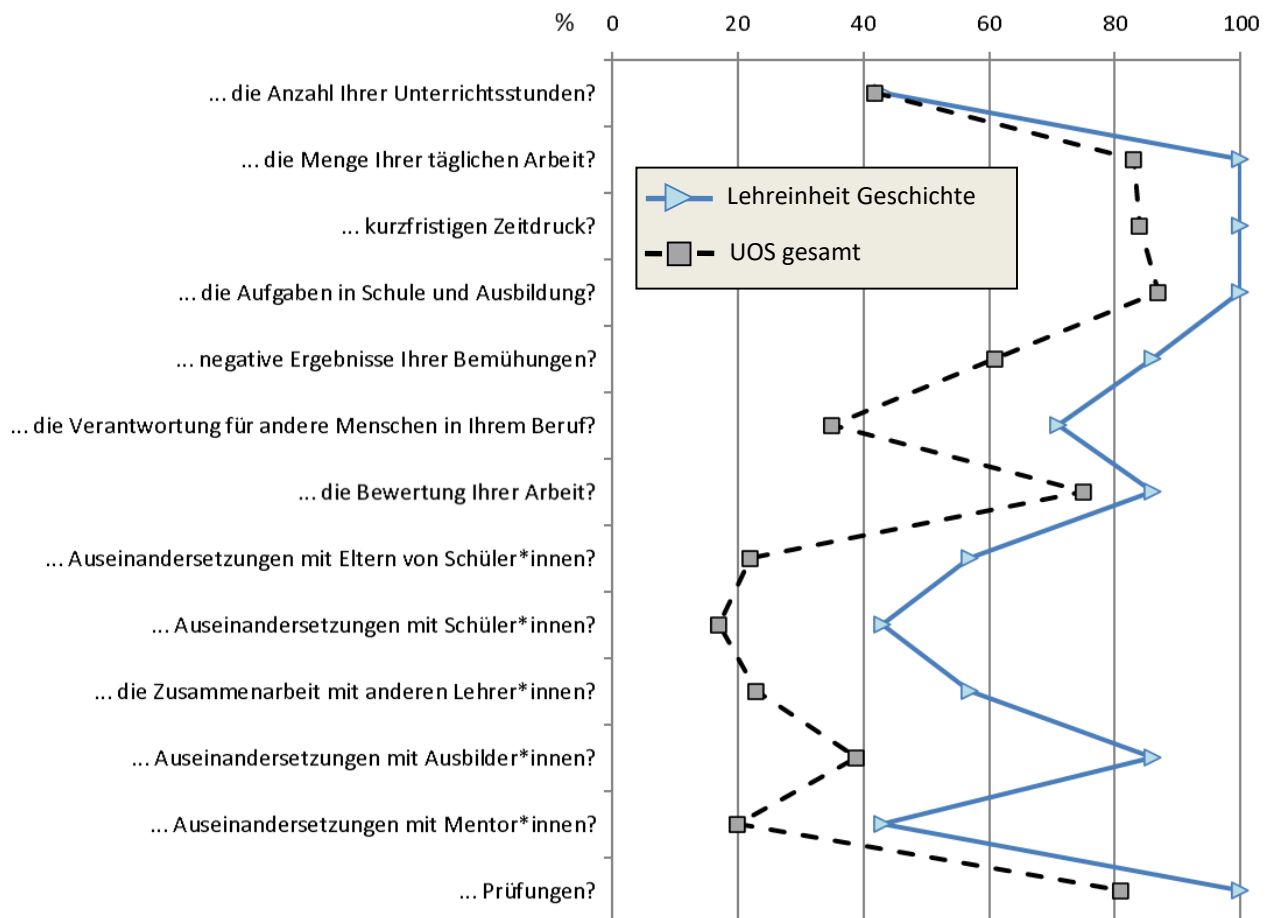 % 0 20 40 60 80 100
... die Anzahl Ihrer Unterrichtsstunden?
... die Menge Ihrer täglichen Arbeit?
Lehreinheit Geschichte
... kurzfristigen Zeitdruck?
UOS gesamt
... die Aufgaben in Schule und Ausbildung?
... negative Ergebnisse Ihrer Bemühungen?
... die Verantwortung für andere Menschen in Ihrem Beruf?
... die Bewertung Ihrer Arbeit?
... Auseinandersetzungen mit Eltern von Schüler*innen?
... Auseinandersetzungen mit Schüler*innen?
... die Zusammenarbeit mit anderen Lehrer*innen?
... Auseinandersetzungen mit Ausbilder*innen?
... Auseinandersetzungen mit Mentor*innen?
... Prüfungen?